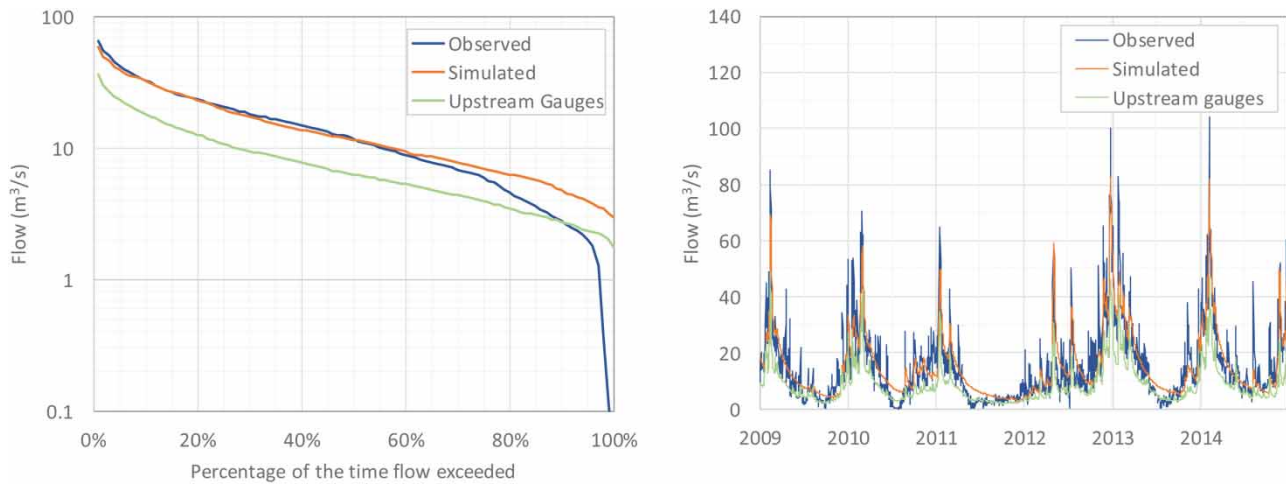 100
10
1
0.1
Flow (m³/s)
Observed
Simulated
Upstream Gauges
0%
20%
40%
60%
80%
100%
Percentage of the time flow exceeded
140
120
100
80
60
40
20
0
Flow (m³/s)
Observed
Simulated
Upstream gauges
2009
2010
2011
2012
2013
2014